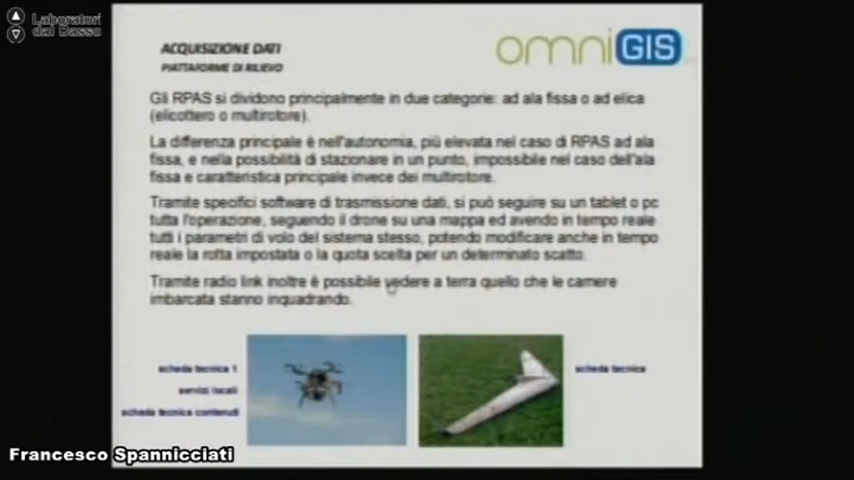 Laboratori
dal Basso
ACQUISIZIONE DATI
PIATTAFORME DI RILIEVO
omniGIS
Gli RPAS si dividono principalmente in due categorie: ad ala fissa o ad elica
(elicottero o multirotore).
La differenza principale è nell'autonomia, più elevata nel caso di RPAS ad ala
fissa, e nella possibilità di stazionare in un punto, impossibile nel caso dell'ala
fissa e caratteristica principale invece dei multirotore.
Tramite specifici software di trasmissione dati, si può seguire su un tablet o pc
tutta l'operazione, seguendo il drone su una mappa ed avendo in tempo reale
tutti i parametri di volo del sistema stesso, potendo modificare anche in tempo
reale la rotta impostata o la quota scelta per un determinato scatto.
Tramite radio link inoltre è possibile vedere a terra quello che le camere
imbarcata stanno inquadrando.
scheda tecnica 1
servizi locali
scheda tecnica contenuti
scheda tecnica
Francesco Spannicciati